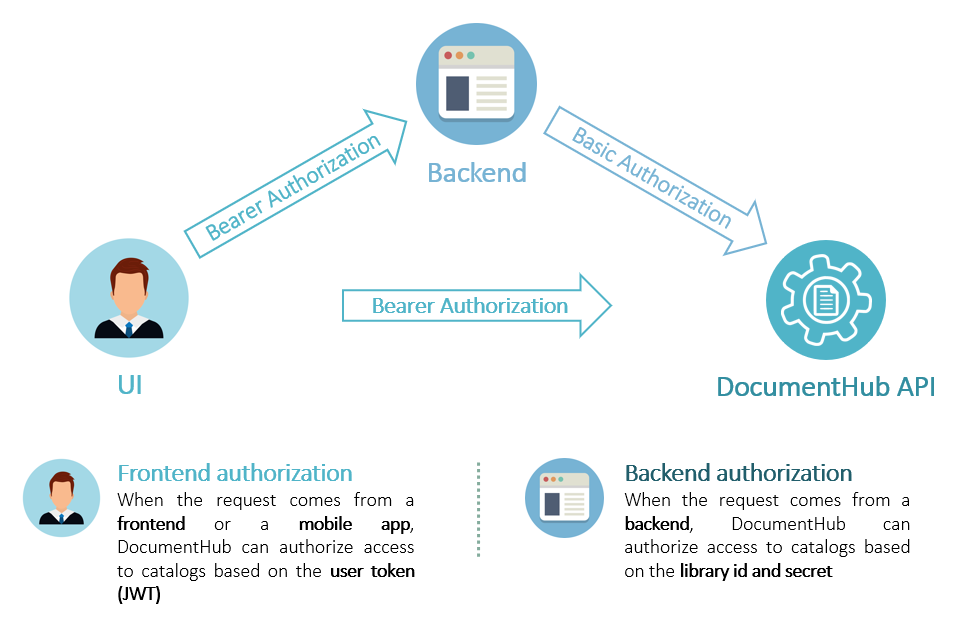 Backend
Bearer Authorization
Basic Authorization
Bearer Authorization
UI
DocumentHub API
Frontend authorization
When the request comes from a
frontend or a mobile app,
DocumentHub can authorize access
to catalogs based on the user token
(JWT)
Backend authorization
When the request comes from a
backend, DocumentHub can
authorize access to catalogs based
on the library id and secret